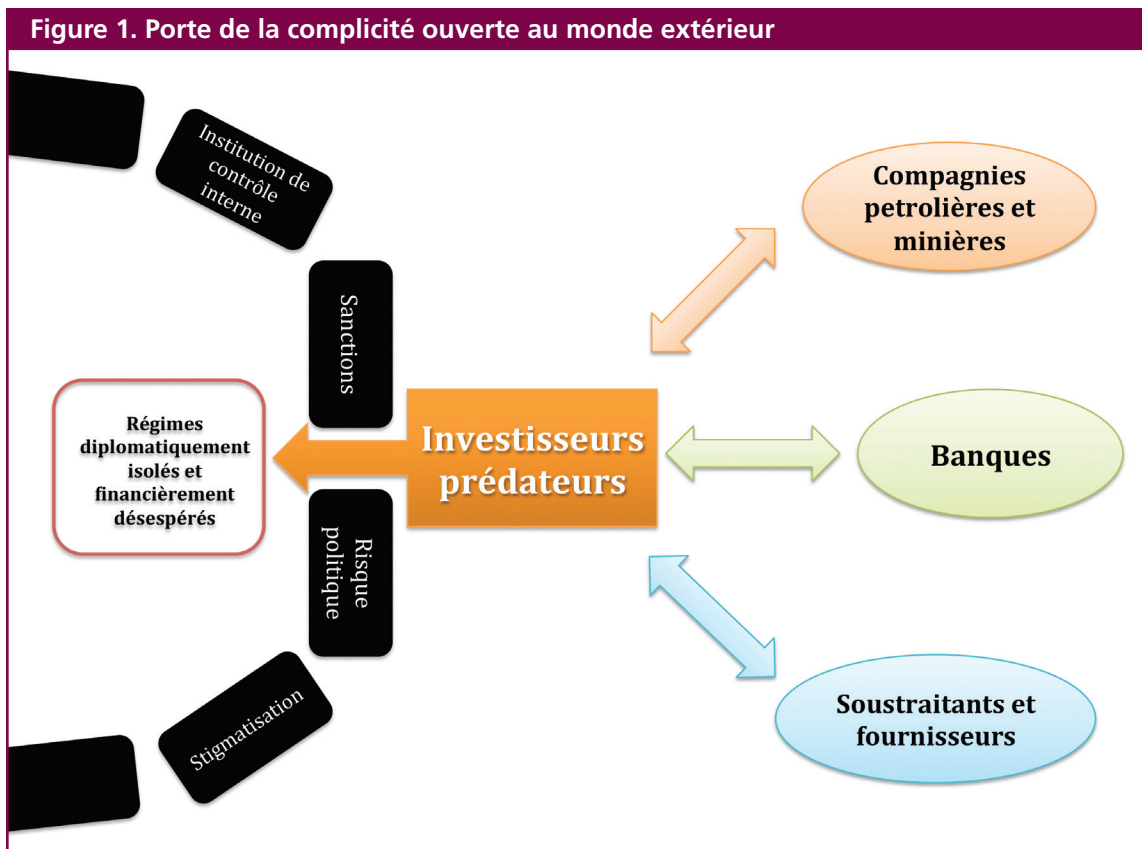 Figure 1. Porte de la complicité ouverte au monde extérieur
Institution de
contrôle
interne
Sanctions
Régimes
diplomatiquement
isolés et
financièrement
désespérés
Investisseurs
prédateurs
Risque
politique
Stigmatisation
Compagnies
petrolières et
minières
Banques
Soustraitants et
fournisseurs